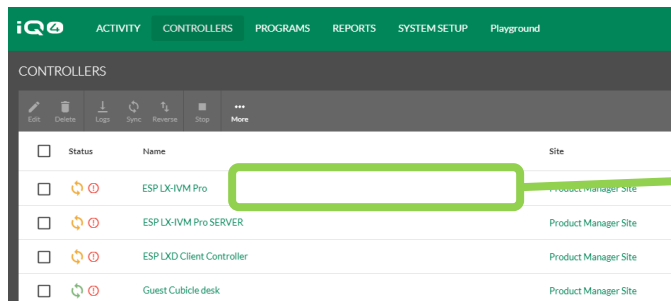 iQ4 ACTIVITY CONTROLLERS PROGRAMS REPORTS SYSTEM SETUP Playground
CONTROLLERS
Edit Delete Logs Sync Reverse Stop More
Status Name Site
ESP LX-IVM Pro Product Manager Site
ESP LX-IVM Pro SERVER Product Manager Site
ESP LXD Client Controller Product Manager Site
Guest Cubicle desk Product Manager Site